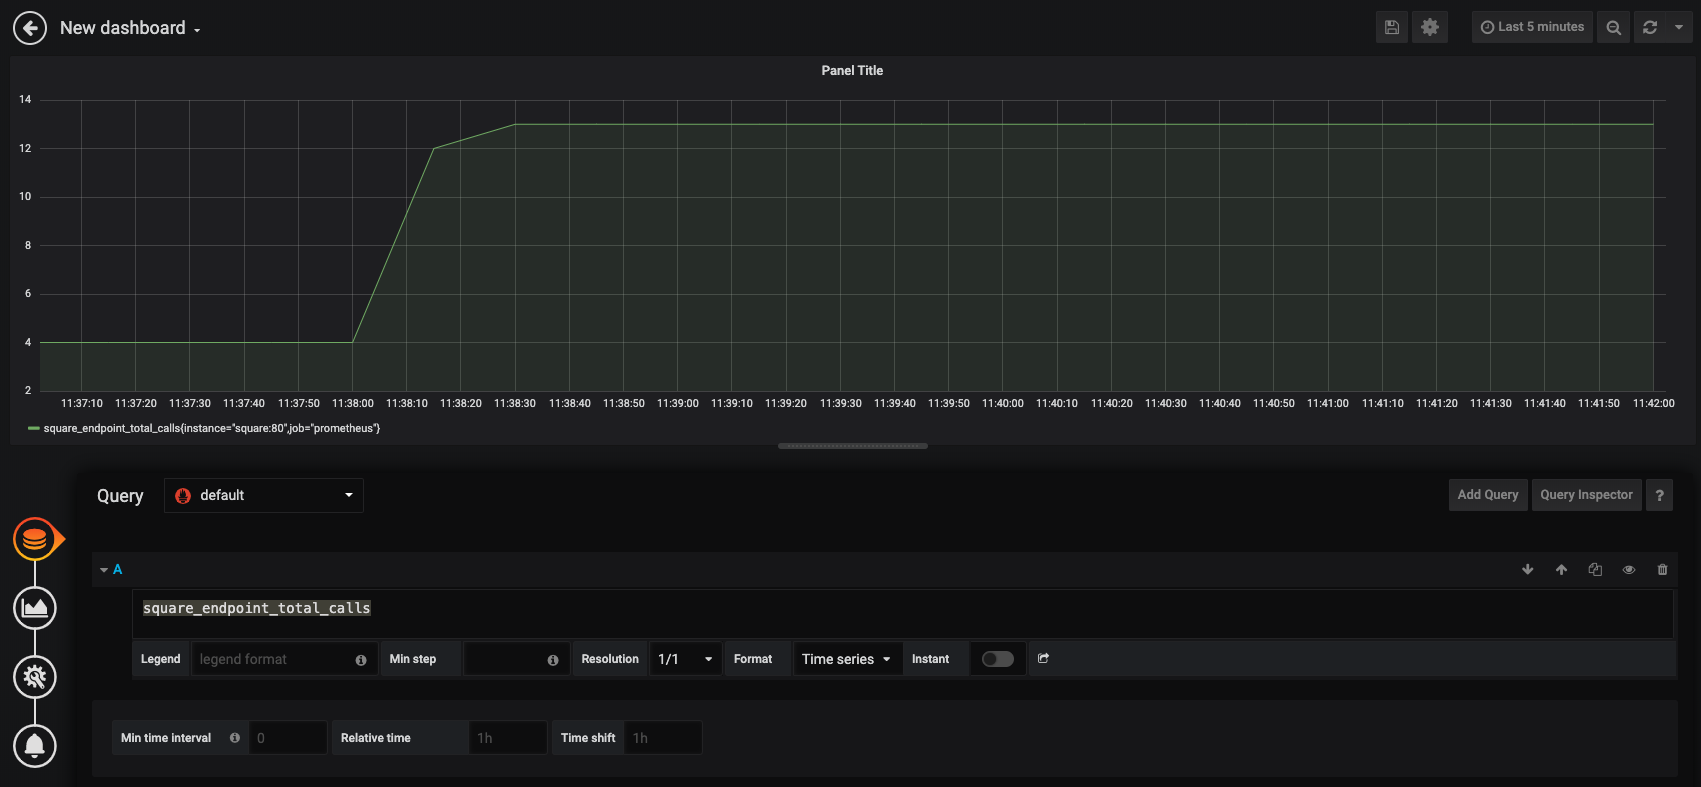 New dashboard
Last 5 minutes
Panel Title
14
12
10
8
6
4
2
11:37:10 11:37:20 11:37:30 11:37:40 11:37:50 11:38:00 11:38:10 11:38:20 11:38:30 11:38:40 11:38:50 11:39:00 11:39:10 11:39:20 11:39:30 11:39:40 11:39:50 11:40:00 11:40:10 11:40:20 11:40:30 11:40:40 11:40:50 11:41:00 11:41:10 11:41:20 11:41:30 11:41:40 11:41:50 11:42:00
square_endpoint_total_calls{instance="square:80",job="prometheus"}
Query default Add Query Query Inspector ?
A
square_endpoint_total_calls
Legend legend format Min step Resolution 1/1 Format Time series Instant
Min time interval 0 Relative time 1h Time shift 1h